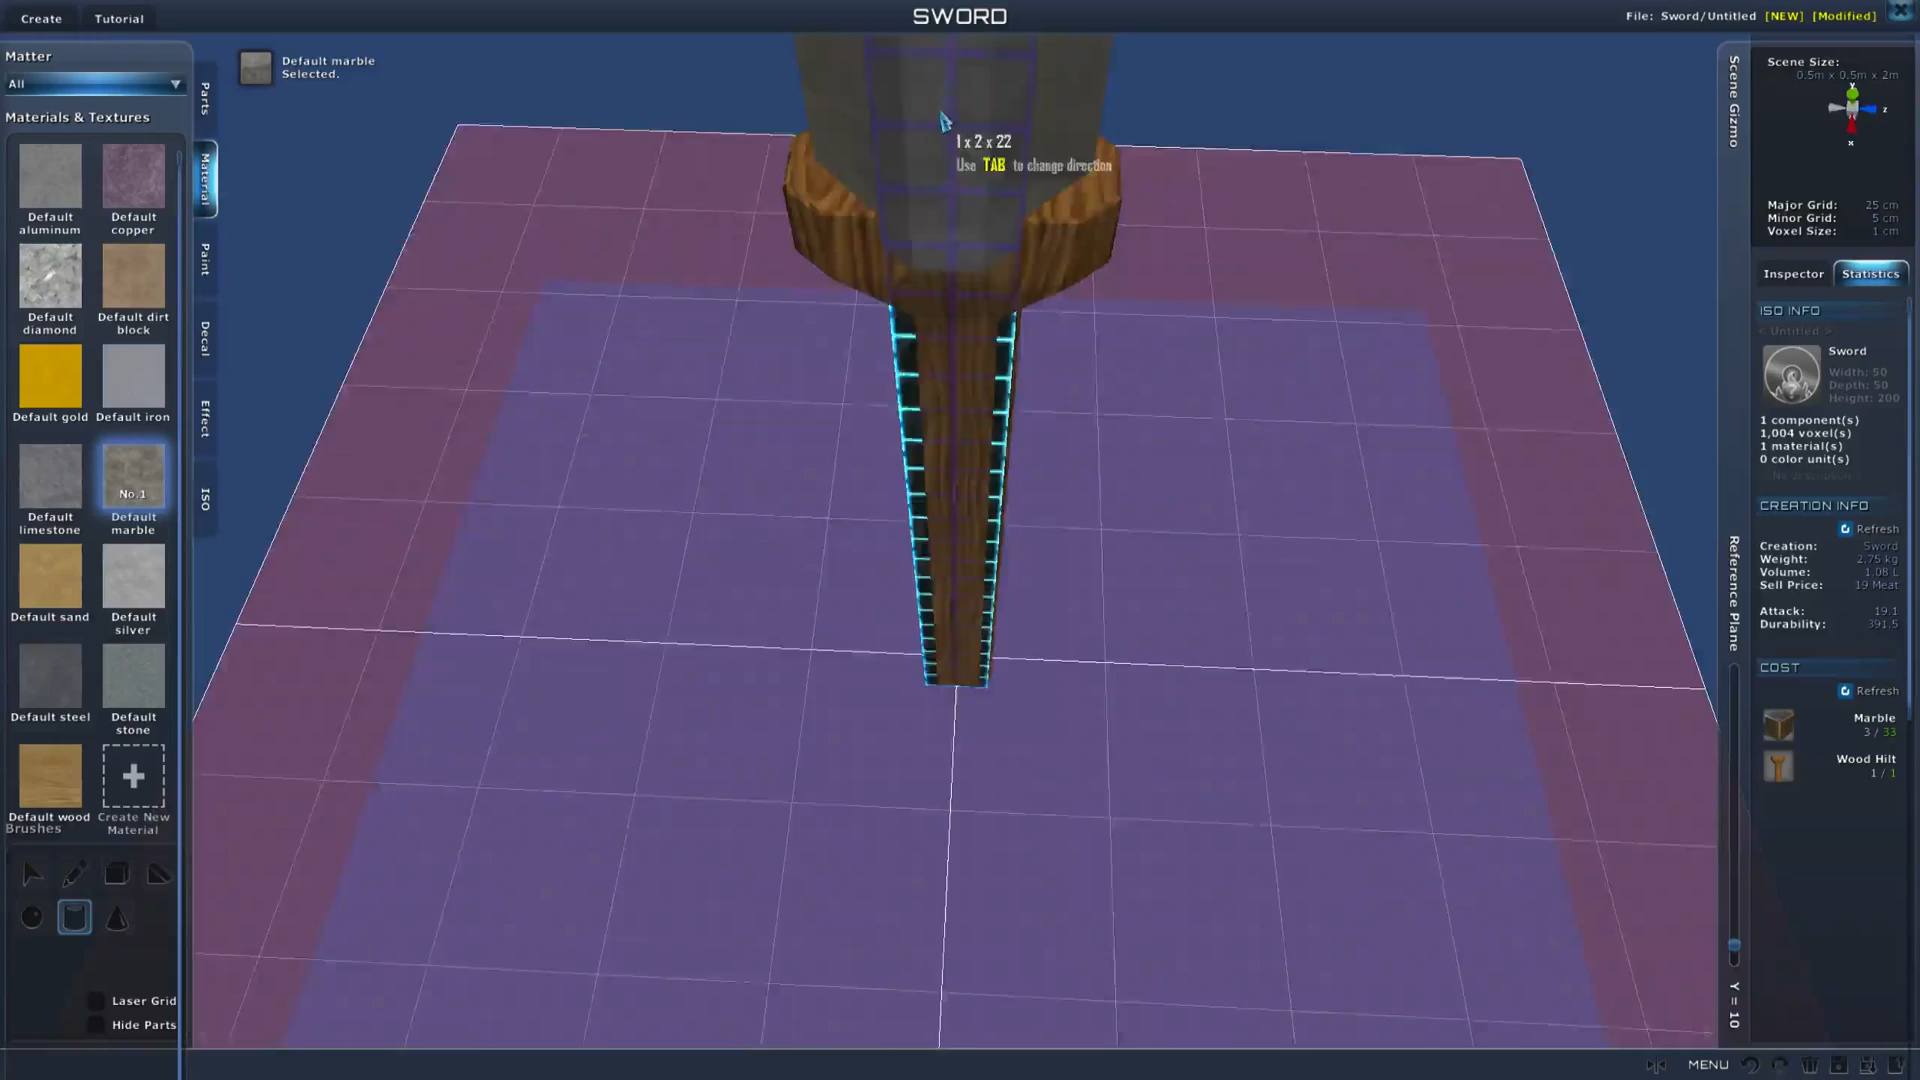 Create
Tutorial
SWORD
File: Sword/Untitled [NEW] [Modified]
Matter
All
Materials & Textures
Default aluminum
Default copper
Default diamond
Default dirt block
Default gold
Default iron
Default limestone
No.1
Default marble
Default sand
Default silver
Default steel
Default stone
Default wood
Create New Material
Brushes
Laser Grid
Hide Parts
Parts
Material
Paint
Decal
Effect
ISO
Default marble
Selected.
1 x 2 x 22
Use TAB to change direction
Scene Gizmo
Reference Plane
Y = 10
Scene Size:
0.5m x 0.5m x 2m
Y
Z
X
Major Grid: 25 cm
Minor Grid: 5 cm
Voxel Size: 1 cm
Inspector
Statistics
ISO INFO
< Untitled >
Sword
Width: 50
Depth: 50
Height: 200
1 component(s)
1,004 voxel(s)
1 material(s)
0 color unit(s)
No description
CREATION INFO
Refresh
Creation: Sword
Weight: 2.75 kg
Volume: 1.08 L
Sell Price: 19 Meat
Attack: 19.1
Durability: 391.5
COST
Refresh
Marble
3 / 33
Wood Hilt
1 / 1
MENU